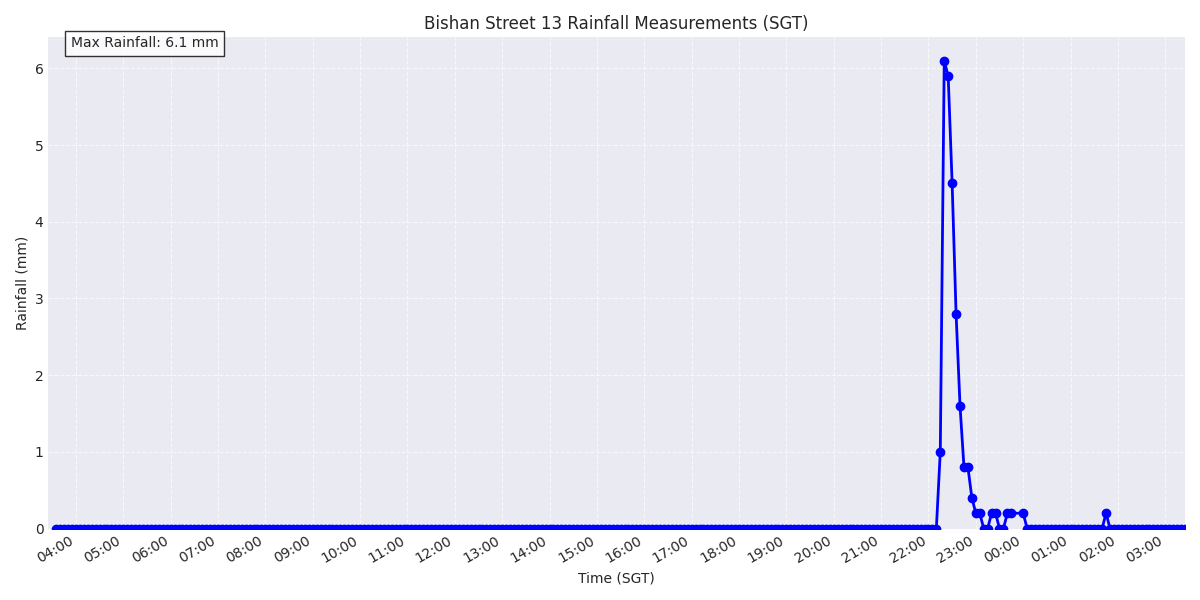 Bishan Street 13 Rainfall Measurements (SGT)
Max Rainfall: 6.1 mm
Rainfall (mm)
6
5
4
3
2
1
0
04:00 05:00 06:00 07:00 08:00 09:00 10:00 11:00 12:00 13:00 14:00 15:00 16:00 17:00 18:00 19:00 20:00 21:00 22:00 23:00 00:00 01:00 02:00 03:00
Time (SGT)